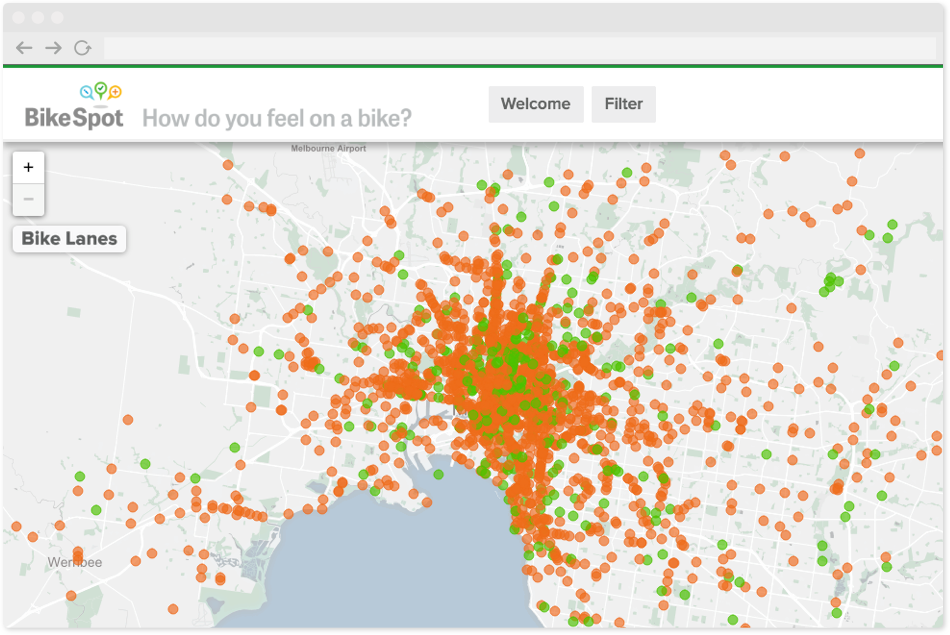 BikeSpot
How do you feel on a bike?
Welcome
Filter
Melbourne Airport
+
−
Bike Lanes
Werribee